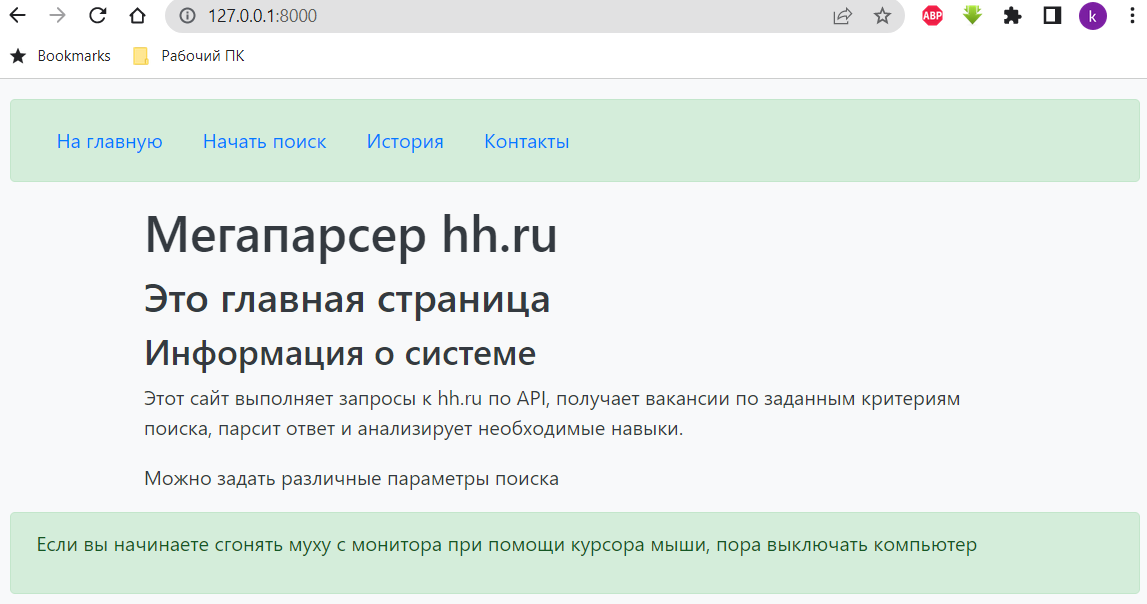 127.0.0.1:8000
ABP
k
Bookmarks
Рабочий ПК
На главную Начать поиск История Контакты
Мегапарсер hh.ru
Это главная страница
Информация о системе
Этот сайт выполняет запросы к hh.ru по API, получает вакансии по заданным критериям
поиска, парсит ответ и анализирует необходимые навыки.
Можно задать различные параметры поиска
Если вы начинаете сгонять муху с монитора при помощи курсора мыши, пора выключать компьютер